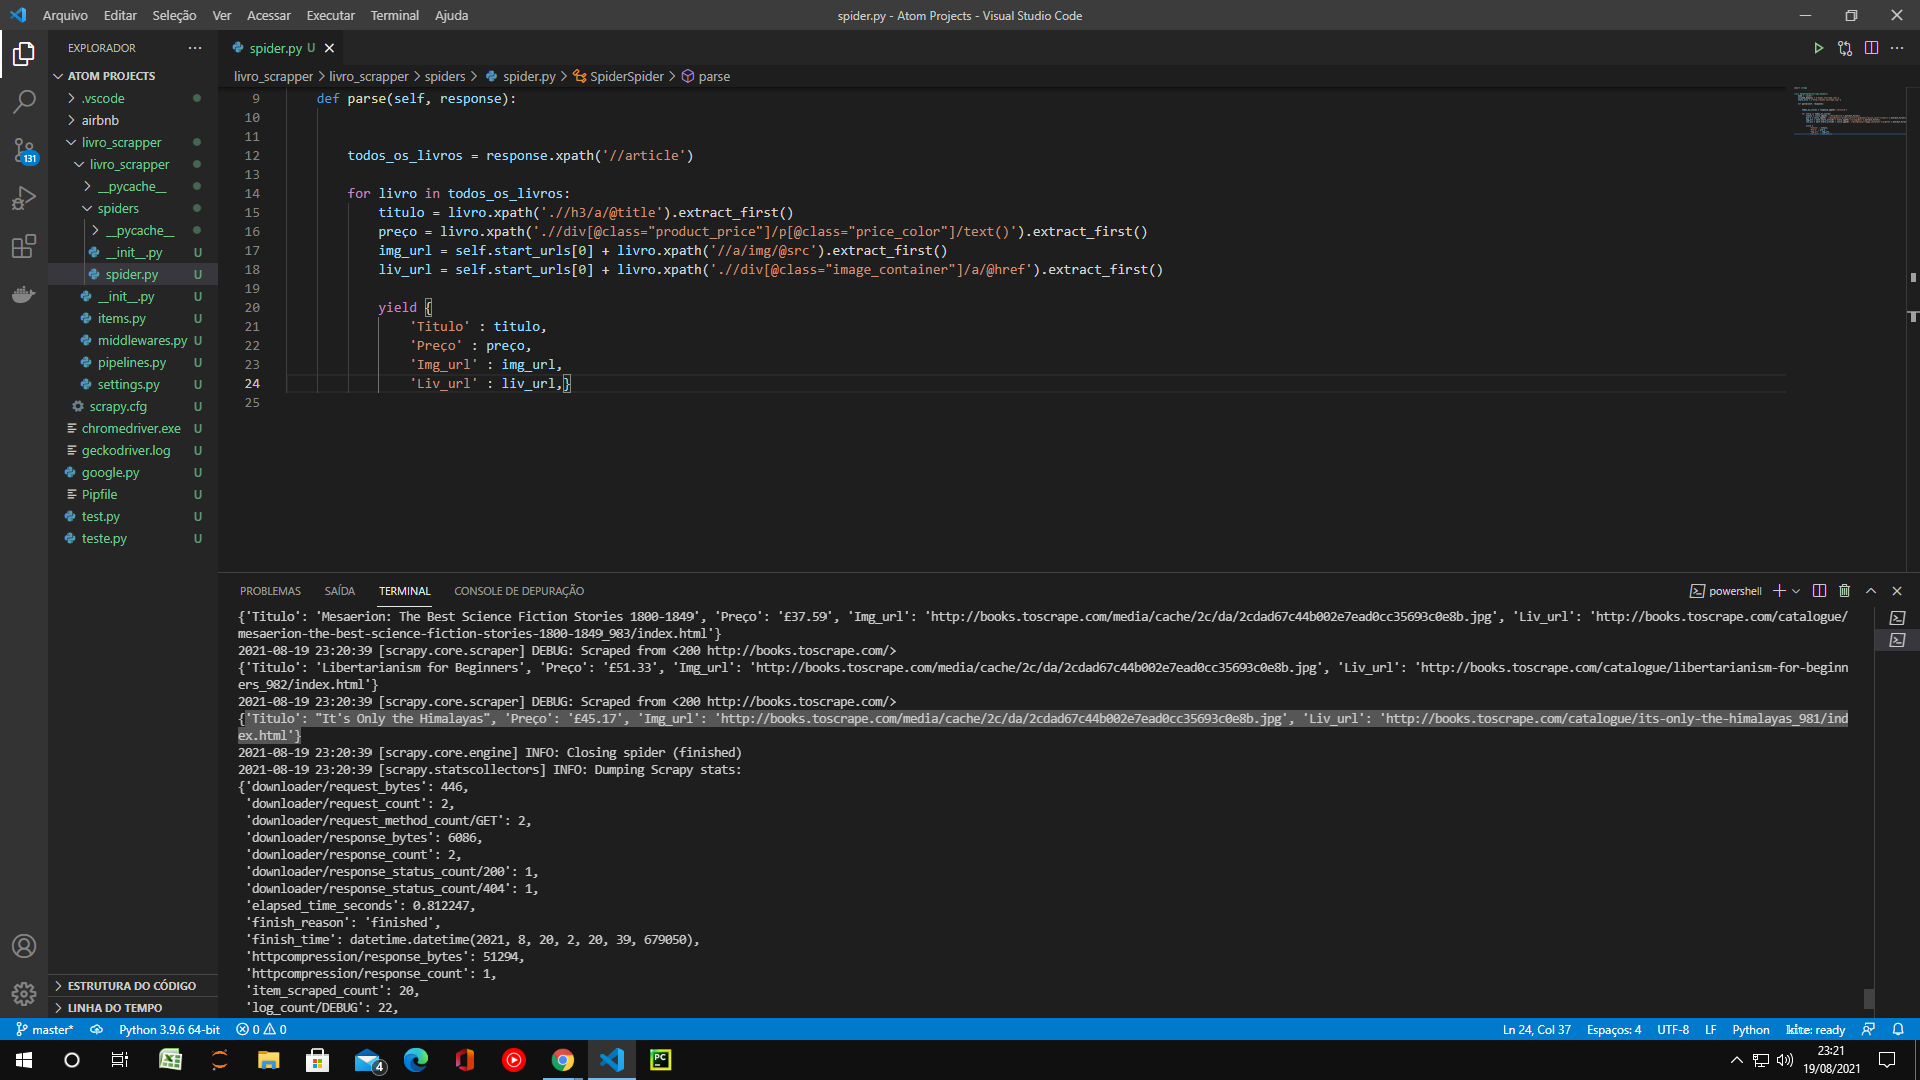 Arquivo Editar Seleção Ver Acessar Executar Terminal Ajuda
spider.py - Atom Projects - Visual Studio Code
EXPLORADOR
ATOM PROJECTS
.vscode
airbnb
livro_scrapper
livro_scrapper
__pycache__
spiders
__pycache__
__init__.py U
spider.py U
__init__.py U
items.py U
middlewares.py U
pipelines.py U
settings.py U
scrapy.cfg U
chromedriver.exe U
geckodriver.log U
google.py U
Pipfile U
test.py U
teste.py U
ESTRUTURA DO CÓDIGO
LINHA DO TEMPO
131
spider.py U
livro_scrapper > livro_scrapper > spiders > spider.py > SpiderSpider > parse
9 def parse(self, response):
10
11
12 todos_os_livros = response.xpath('//article')
13
14 for livro in todos_os_livros:
15 titulo = livro.xpath('.//h3/a/@title').extract_first()
16 preço = livro.xpath('.//div[@class="product_price"]/p[@class="price_color"]/text()').extract_first()
17 img_url = self.start_urls[0] + livro.xpath('//a/img/@src').extract_first()
18 liv_url = self.start_urls[0] + livro.xpath('.//div[@class="image_container"]/a/@href').extract_first()
19
20 yield {
21 'Titulo' : titulo,
22 'Preço' : preço,
23 'Img_url' : img_url,
24 'Liv_url' : liv_url,}
25
PROBLEMAS SAÍDA TERMINAL CONSOLE DE DEPURAÇÃO
powershell
{'Titulo': 'Mesaerion: The Best Science Fiction Stories 1800-1849', 'Preço': '£37.59', 'Img_url': 'http://books.toscrape.com/media/cache/2c/da/2cdad67c44b002e7ead0cc35693c0e8b.jpg', 'Liv_url': 'http://books.toscrape.com/catalogue/
mesaerion-the-best-science-fiction-stories-1800-1849_983/index.html'}
2021-08-19 23:20:39 [scrapy.core.scraper] DEBUG: Scraped from <200 http://books.toscrape.com/>
{'Titulo': 'Libertarianism for Beginners', 'Preço': '£51.33', 'Img_url': 'http://books.toscrape.com/media/cache/2c/da/2cdad67c44b002e7ead0cc35693c0e8b.jpg', 'Liv_url': 'http://books.toscrape.com/catalogue/libertarianism-for-beginn
ers_982/index.html'}
2021-08-19 23:20:39 [scrapy.core.scraper] DEBUG: Scraped from <200 http://books.toscrape.com/>
{'Titulo': "It's Only the Himalayas", 'Preço': '£45.17', 'Img_url': 'http://books.toscrape.com/media/cache/2c/da/2cdad67c44b002e7ead0cc35693c0e8b.jpg', 'Liv_url': 'http://books.toscrape.com/catalogue/its-only-the-himalayas_981/ind
ex.html'}
2021-08-19 23:20:39 [scrapy.core.engine] INFO: Closing spider (finished)
2021-08-19 23:20:39 [scrapy.statscollectors] INFO: Dumping Scrapy stats:
{'downloader/request_bytes': 446,
'downloader/request_count': 2,
'downloader/request_method_count/GET': 2,
'downloader/response_bytes': 6086,
'downloader/response_count': 2,
'downloader/response_status_count/200': 1,
'downloader/response_status_count/404': 1,
'elapsed_time_seconds': 0.812247,
'finish_reason': 'finished',
'finish_time': datetime.datetime(2021, 8, 20, 2, 20, 39, 679050),
'httpcompression/response_bytes': 51294,
'httpcompression/response_count': 1,
'item_scraped_count': 20,
'log_count/DEBUG': 22,
master* Python 3.9.6 64-bit 0 0
Ln 24, Col 37 Espaços: 4 UTF-8 LF Python kite: ready
4
PC
23:21
19/08/2021